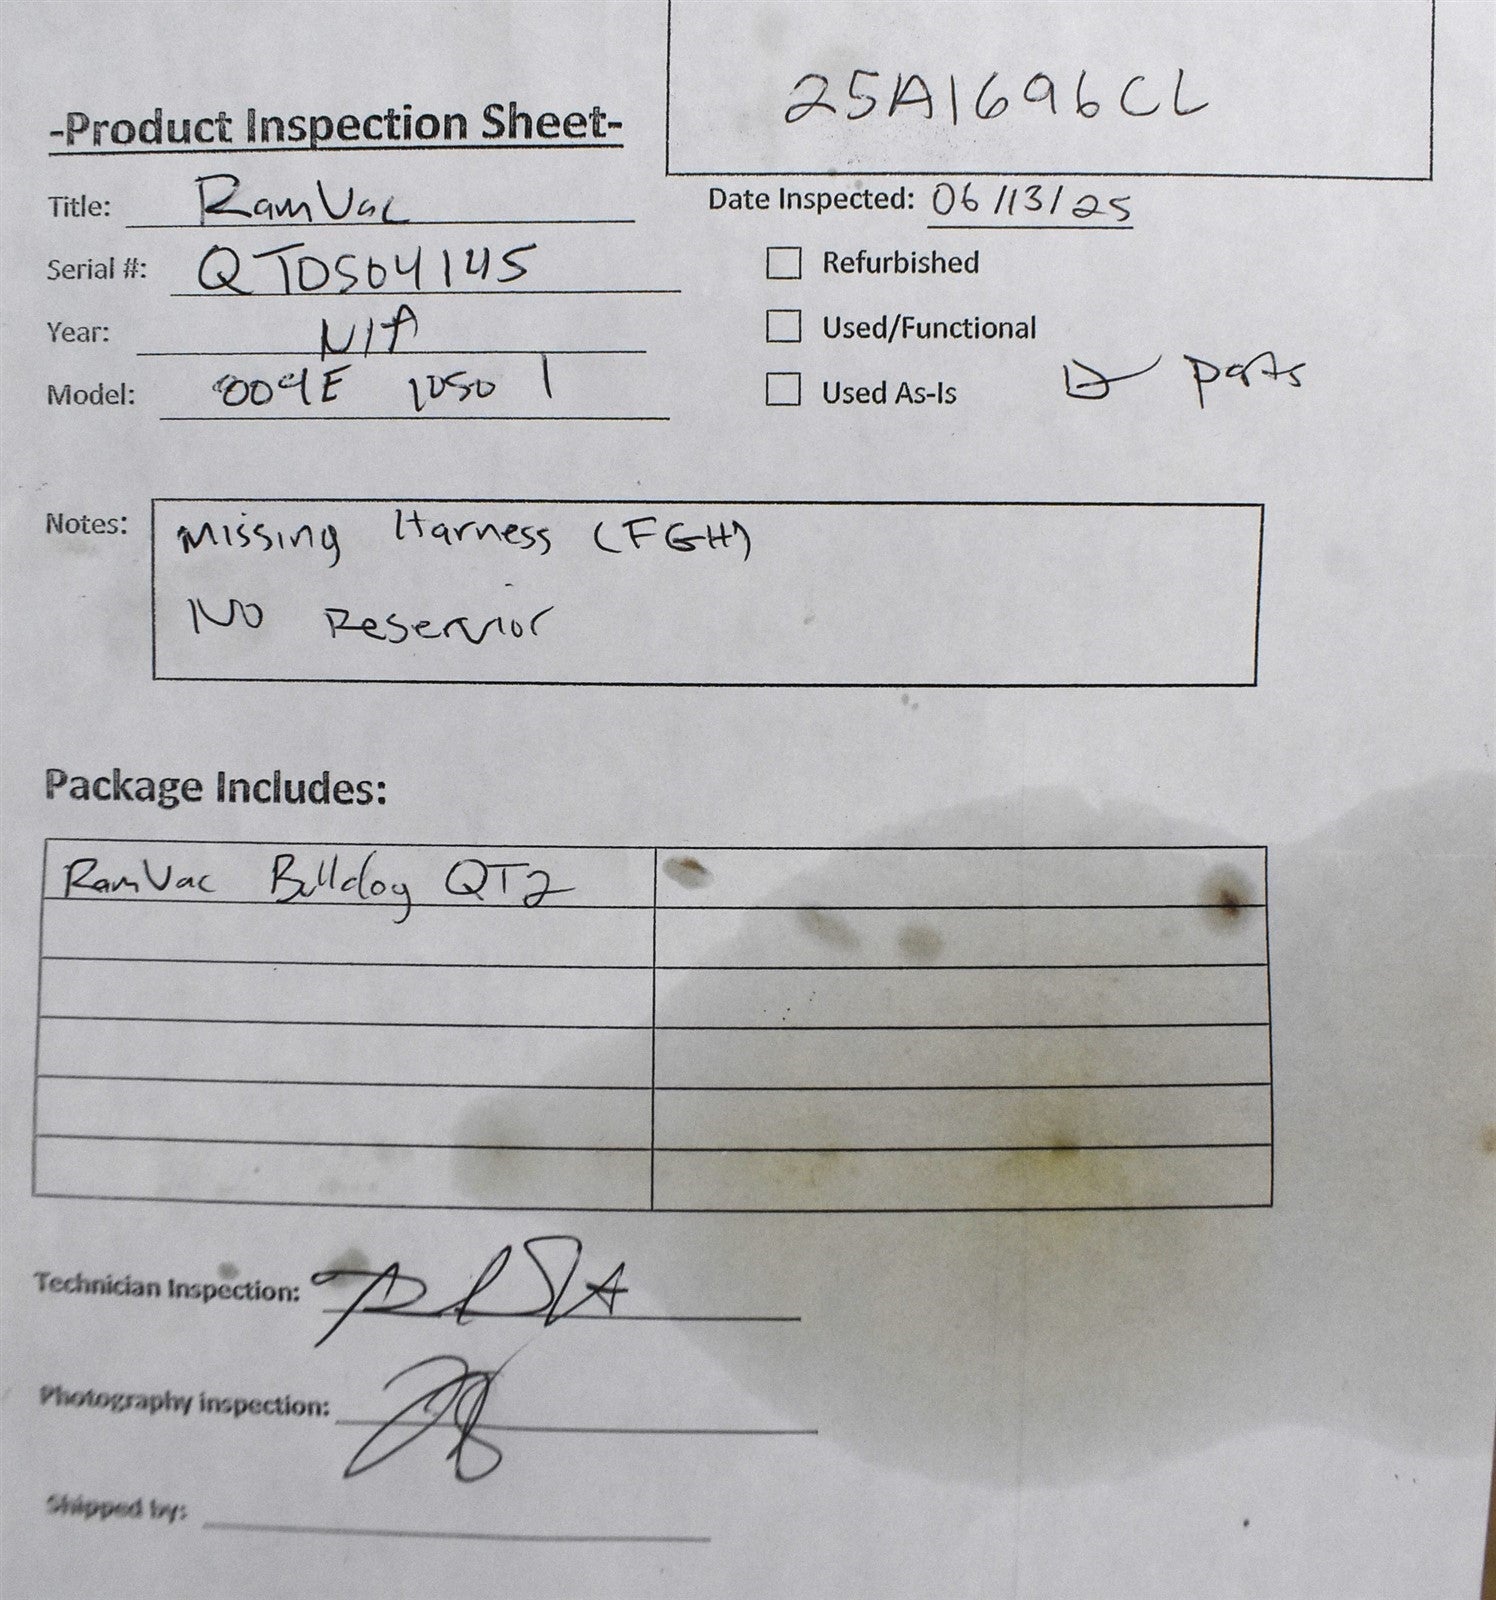 25A1696CL
-Product Inspection Sheet-
Title: RamVac
Date Inspected: 06/13/25
Serial #: QTDS04145
Refurbished
Year: N/A
Used/Functional
Model: 009E 1050 1
Used As-Is
Parts
Notes: Missing Harness (FGH)
No Reservior
Package Includes:
RamVac Bulldog QT2
Technician Inspection:
Photography inspection:
Shipped by: